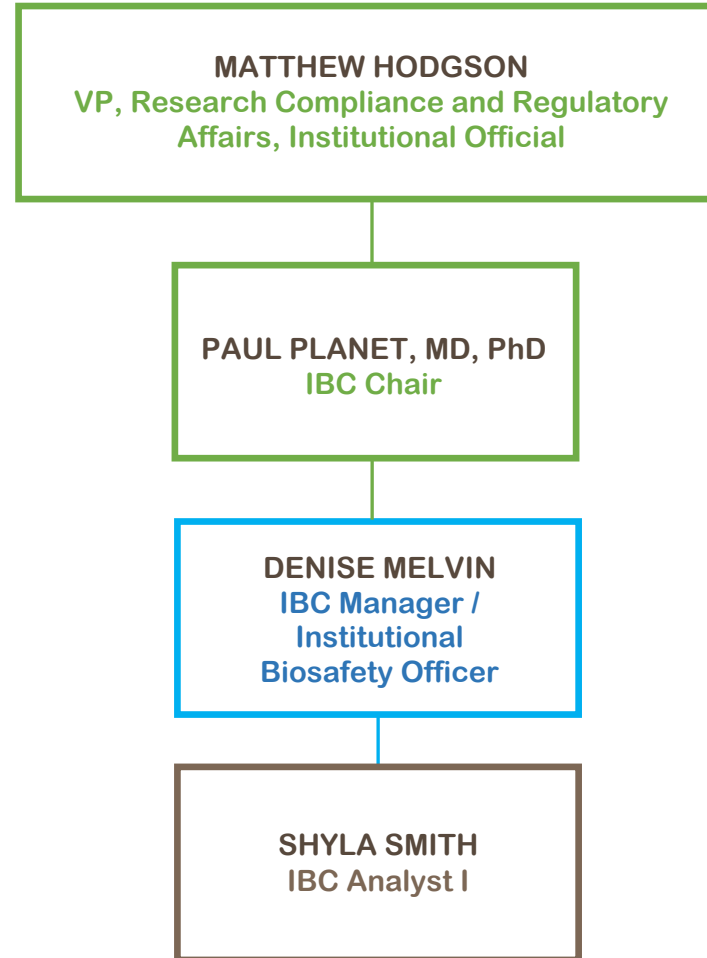 MATTHEW HODGSON
VP, Research Compliance and Regulatory
Affairs, Institutional Official
PAUL PLANET, MD, PhD
IBC Chair
DENISE MELVIN
IBC Manager /
Institutional
Biosafety Officer
SHYLA SMITH
IBC Analyst I